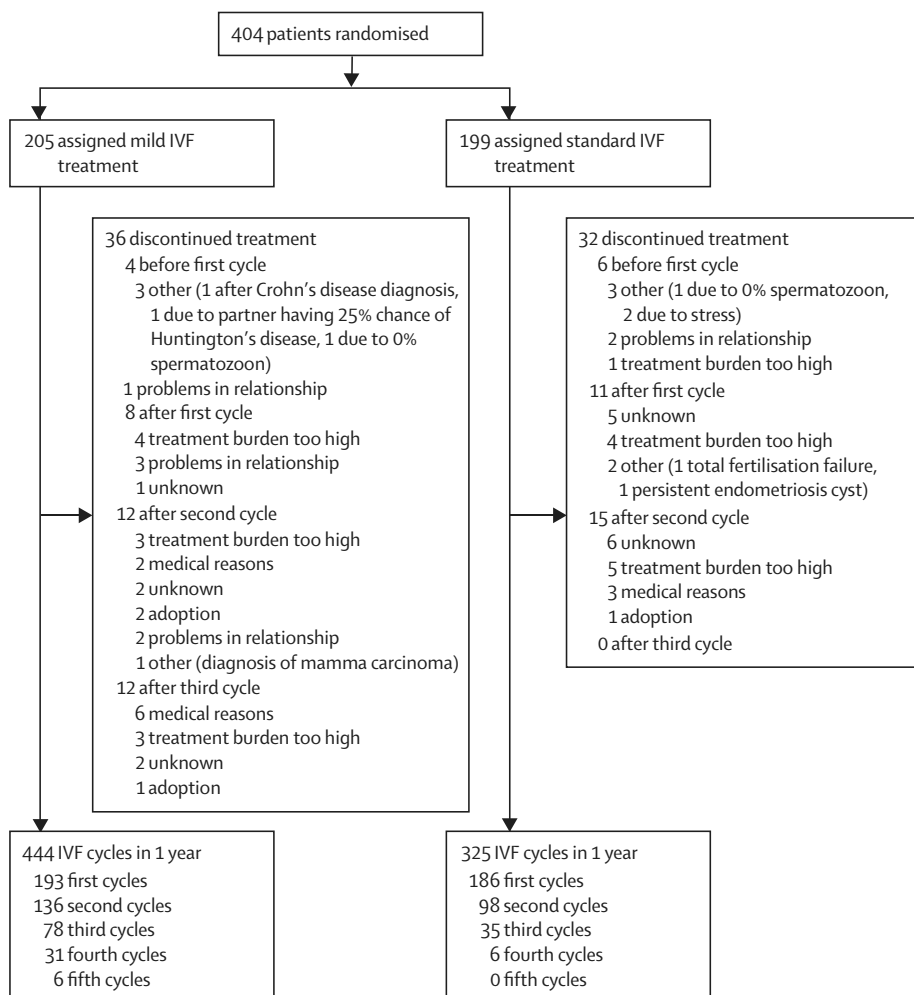 404 patients randomised
205 assigned mild IVF
treatment
199 assigned standard IVF
treatment
36 discontinued treatment
4 before first cycle
3 other (1 after Crohn’s disease diagnosis,
1 due to partner having 25% chance of
Huntington’s disease, 1 due to 0%
spermatozoon)
1 problems in relationship
8 after first cycle
4 treatment burden too high
3 problems in relationship
1 unknown
12 after second cycle
3 treatment burden too high
2 medical reasons
2 unknown
2 adoption
2 problems in relationship
1 other (diagnosis of mamma carcinoma)
12 after third cycle
6 medical reasons
3 treatment burden too high
2 unknown
1 adoption
32 discontinued treatment
6 before first cycle
3 other (1 due to 0% spermatozoon,
2 due to stress)
2 problems in relationship
1 treatment burden too high
11 after first cycle
5 unknown
4 treatment burden too high
2 other (1 total fertilisation failure,
1 persistent endometriosis cyst)
15 after second cycle
6 unknown
5 treatment burden too high
3 medical reasons
1 adoption
0 after third cycle
444 IVF cycles in 1 year
193 first cycles
136 second cycles
78 third cycles
31 fourth cycles
6 fifth cycles
325 IVF cycles in 1 year
186 first cycles
98 second cycles
35 third cycles
6 fourth cycles
0 fifth cycles